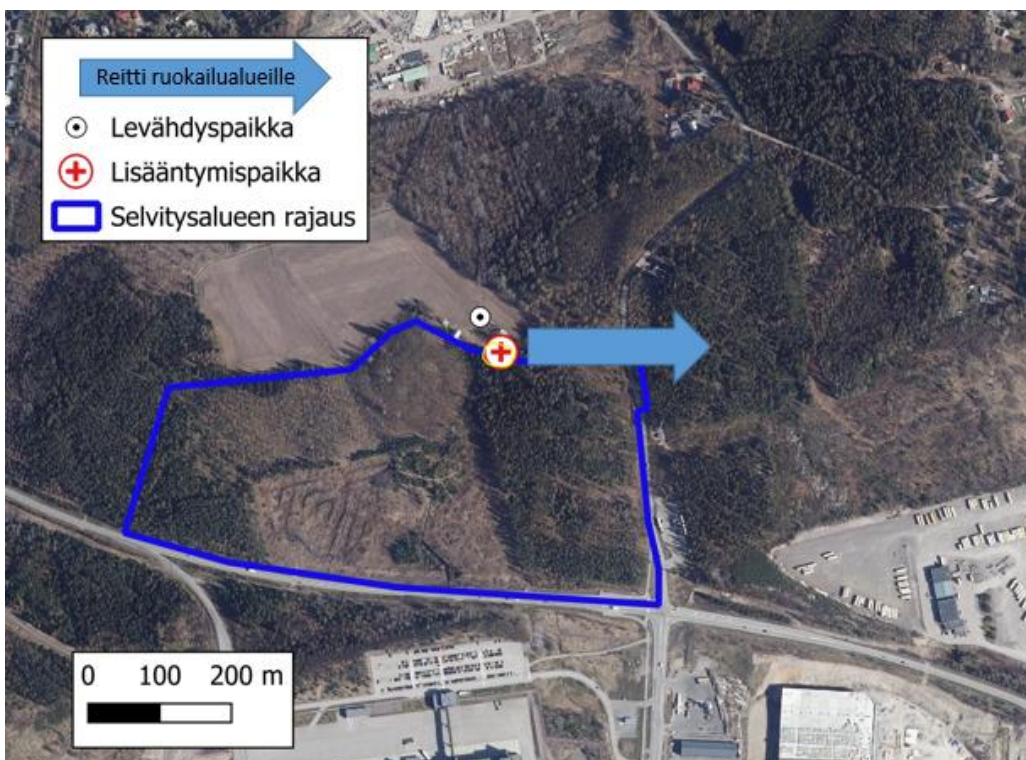 Reitti ruokailualueille
Levähdyspaikka
Lisääntymispaikka
Selvitysalueen rajaus
0 100 200 m